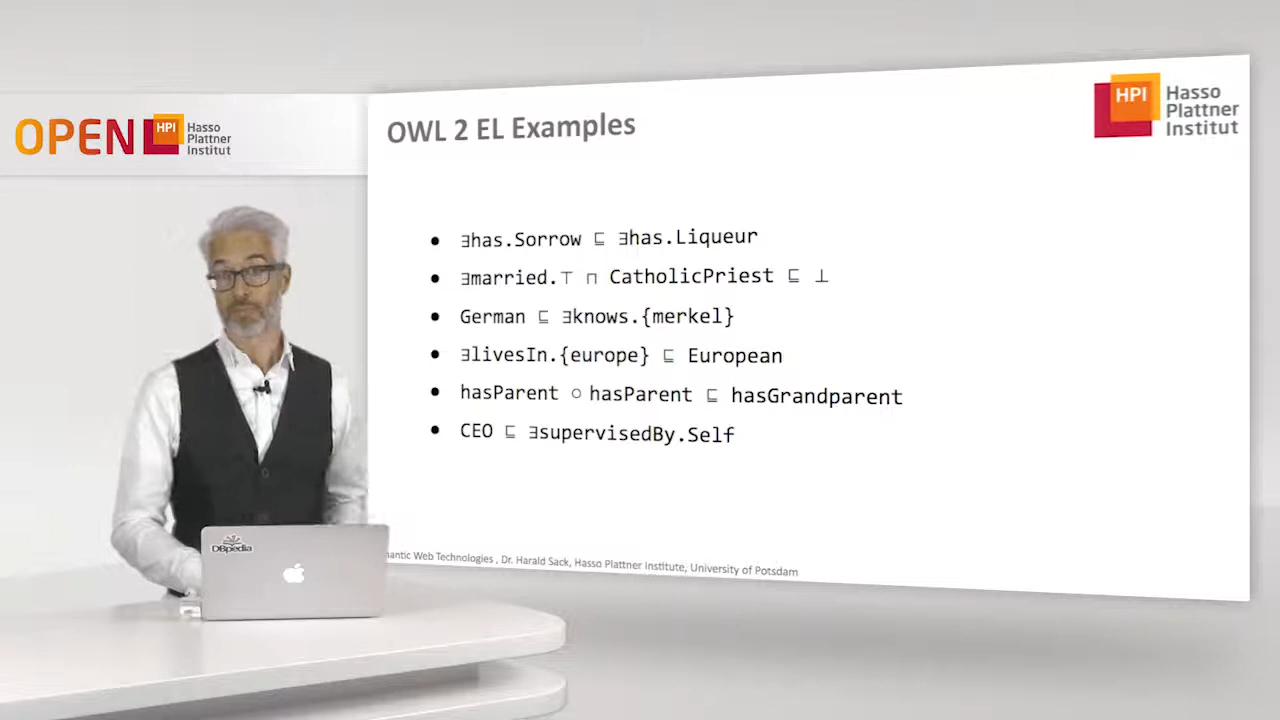 OPEN HPI Hasso
Plattner
Institut
OWL 2 EL Examples
HPI Hasso
Plattner
Institut
• ∃has.Sorrow ⊑ ∃has.Liqueur
• ∃married.⊤ ⊓ CatholicPriest ⊑ ⊥
• German ⊑ ∃knows.{merkel}
• ∃livesIn.{europe} ⊑ European
• hasParent ○ hasParent ⊑ hasGrandparent
• CEO ⊑ ∃supervisedBy.Self
DBpedia
Web Technologies , Dr. Harald Sack, Hasso Plattner Institute, University of Potsdam